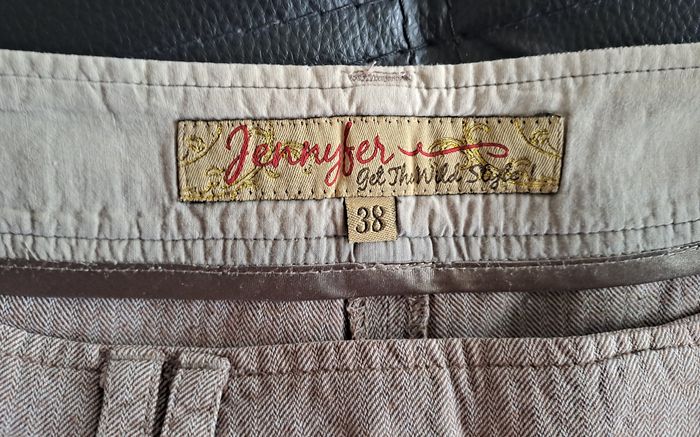 Jennyfer
Get The Wild Style!
38